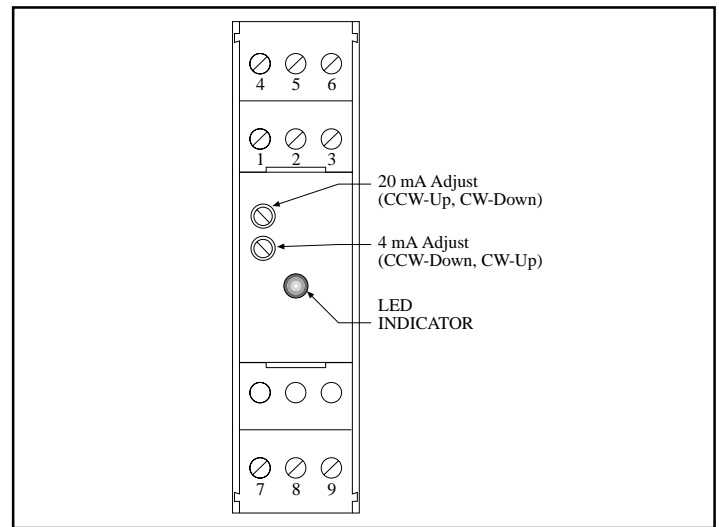 4 5 6
1 2 3
20 mA Adjust
(CCW-Up, CW-Down)
4 mA Adjust
(CCW-Down, CW-Up)
LED
INDICATOR
7 8 9